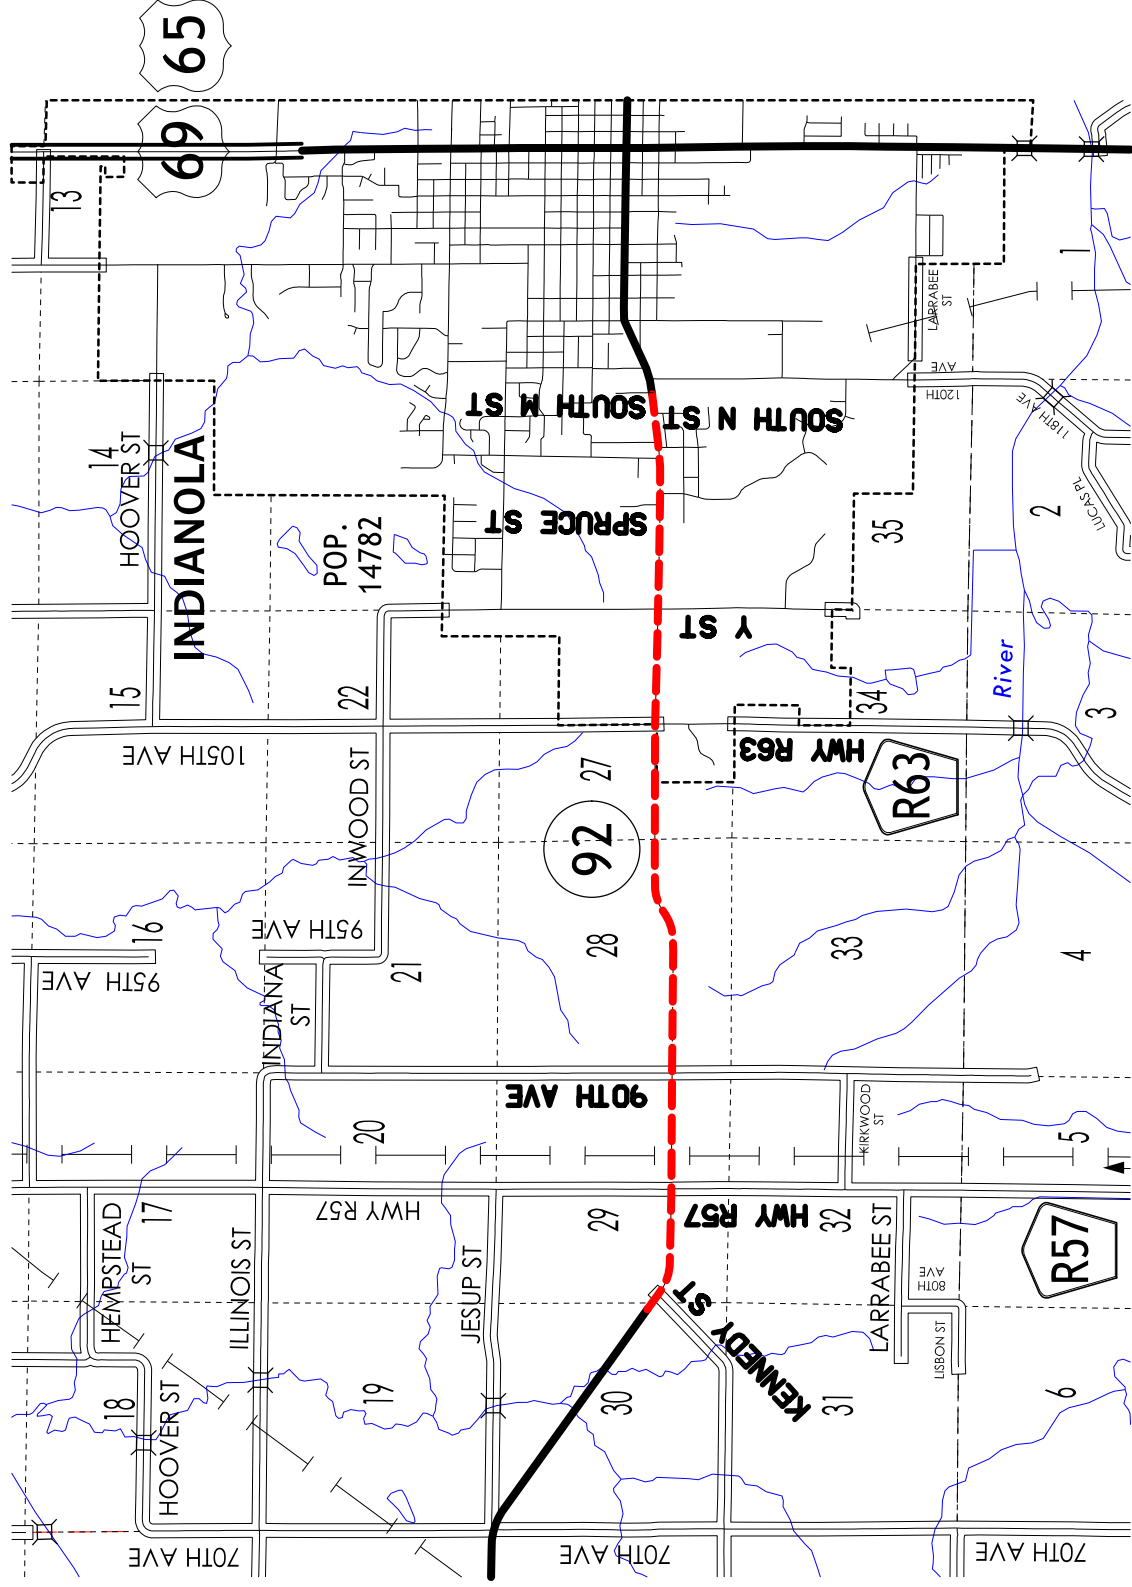 65
69
13
1
LARRABEE
ST
120TH
AVE
118TH AVE
LUCAS PL
SOUTH M ST
SOUTH N ST
SOUTH
ST
14
HOOVER ST
INDIANOLA
POP.
14782
SPRUCE ST
35
2
Y ST
River
15
22
34
3
105TH AVE
INWOOD ST
27
HWY R63
R63
92
16
95TH AVE
95TH AVE
21
28
33
4
INDIANA
ST
90TH AVE
KIRKWOOD
ST
20
5
HEMPSTEAD
ST
17
ILLINOIS ST
HWY R57
JESUP ST
29
HWY R57
32
LARRABEE ST
80TH
AVE
R57
KENNEDY ST
LISBON ST
18
HOOVER ST
19
30
31
6
70TH AVE
70TH AVE
70TH AVE